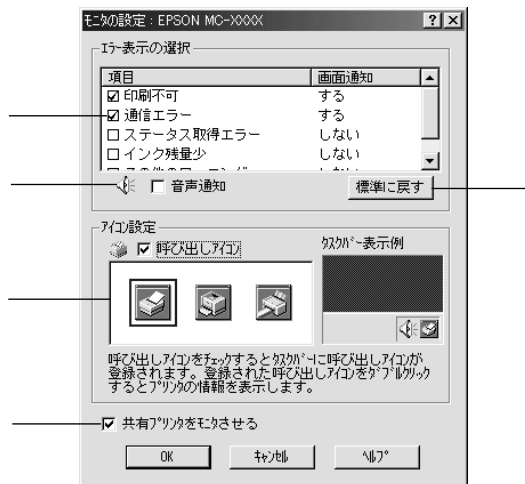 ﾓﾆﾀの設定 : EPSON MC-XXXX
ｴﾗｰ表示の選択
項目 画面通知
印刷不可 する
通信エラー する
ステータス取得エラー しない
インク残量少 しない
音声通知 標準に戻す
ｱｲｺﾝ設定
呼び出しｱｲｺﾝ ﾀｽｸﾊﾞｰ表示例
呼び出しｱｲｺﾝをﾁｪｯｸするとﾀｽｸﾊﾞｰに呼び出しｱｲｺﾝが
登録されます。登録された呼び出しｱｲｺﾝをﾀﾞﾌﾞﾙｸﾘｯｸ
するとﾌﾟﾘﾝﾀの情報を表示します。
共有ﾌﾟﾘﾝﾀをﾓﾆﾀさせる
OK ｷｬﾝｾﾙ ﾍﾙﾌﾟ